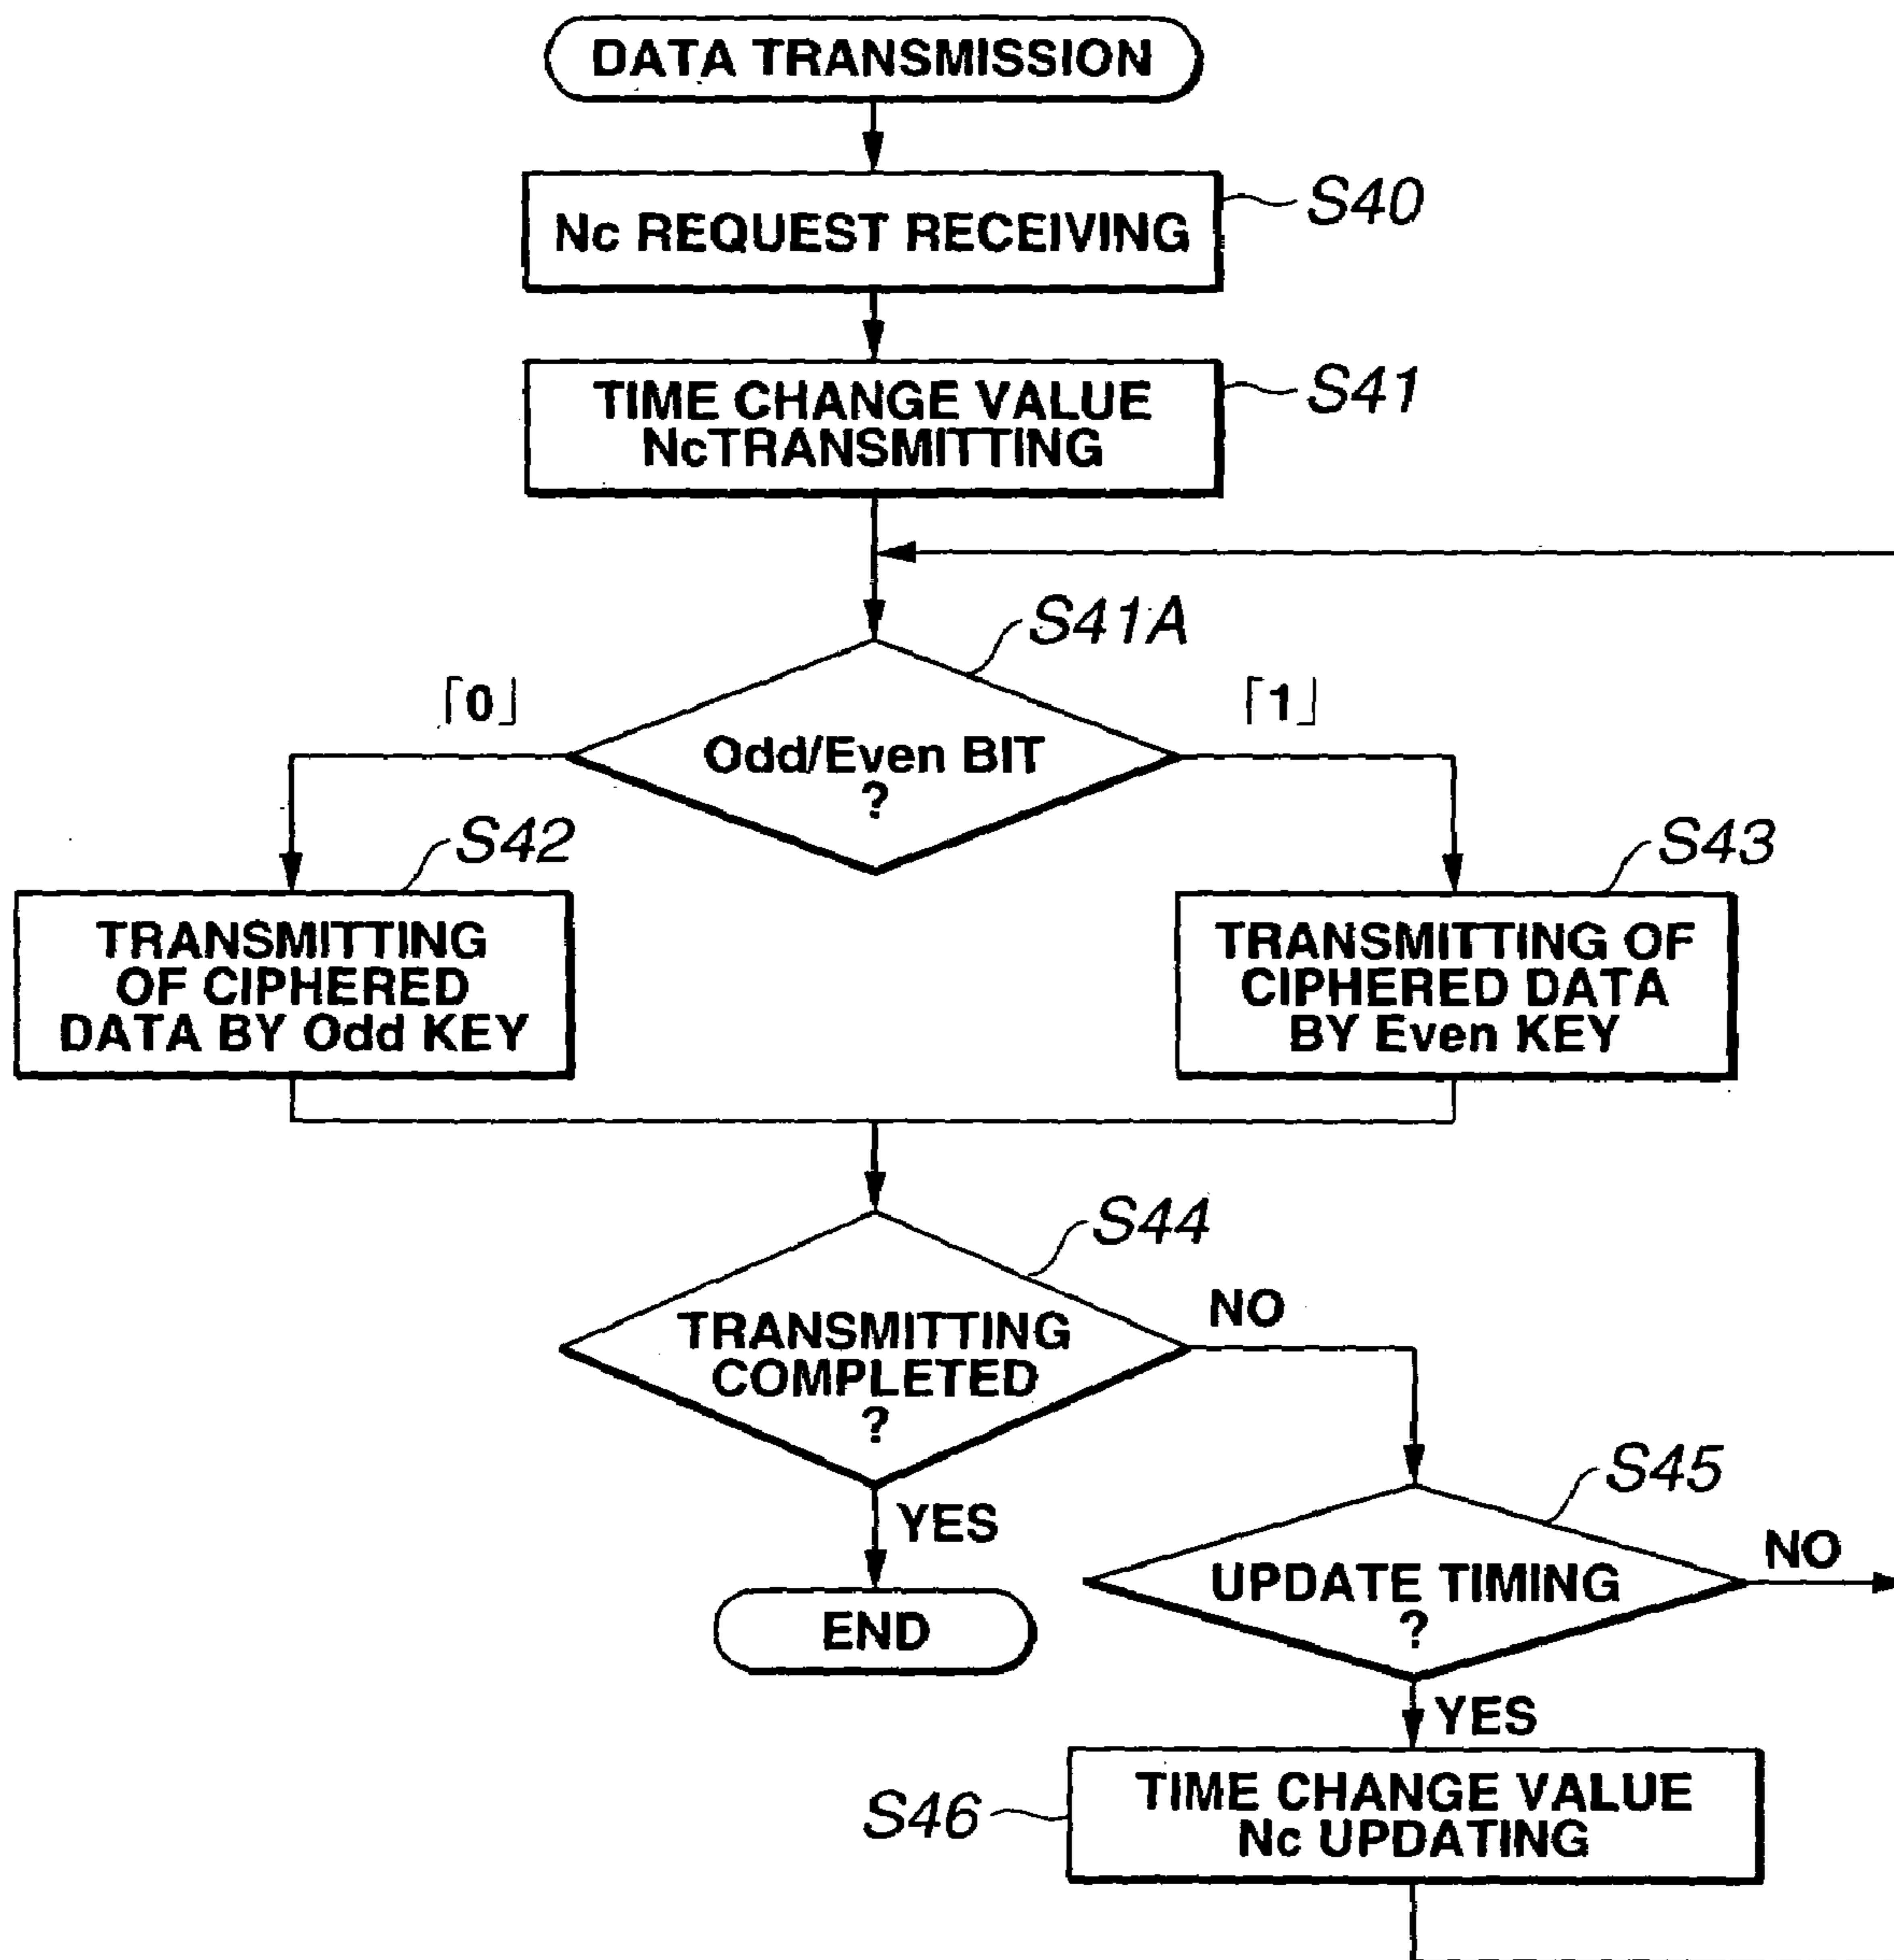 DATA TRANSMISSION
Nc REQUEST RECEIVING
S40
TIME CHANGE VALUE
NcTRANSMITTING
S41
S41A
「0」
「1」
Odd/Even BIT
?
S42
S43
TRANSMITTING
OF CIPHERED
DATA BY Odd KEY
TRANSMITTING OF
CIPHERED DATA
BY Even KEY
S44
NO
TRANSMITTING
COMPLETED
?
S45
YES
NO
UPDATE TIMING
?
END
YES
TIME CHANGE VALUE
Nc UPDATING
S46